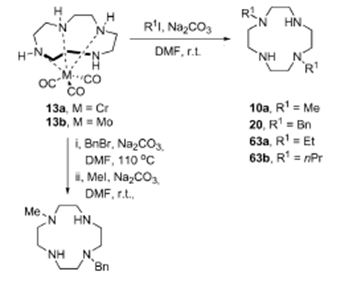 H
N
N
H
N
H
N
H
M
OC
CO
CO
13a, M = Cr
13b, M = Mo
R¹I, Na₂CO₃
DMF, r.t.
R¹
N
HN
NH
N
R¹
10a, R¹ = Me
20, R¹ = Bn
63a, R¹ = Et
63b, R¹ = nPr
i, BnBr, Na₂CO₃,
DMF, 110 ºC
ii, MeI, Na₂CO₃,
DMF, r.t.,
Me
N
HN
NH
N
Bn